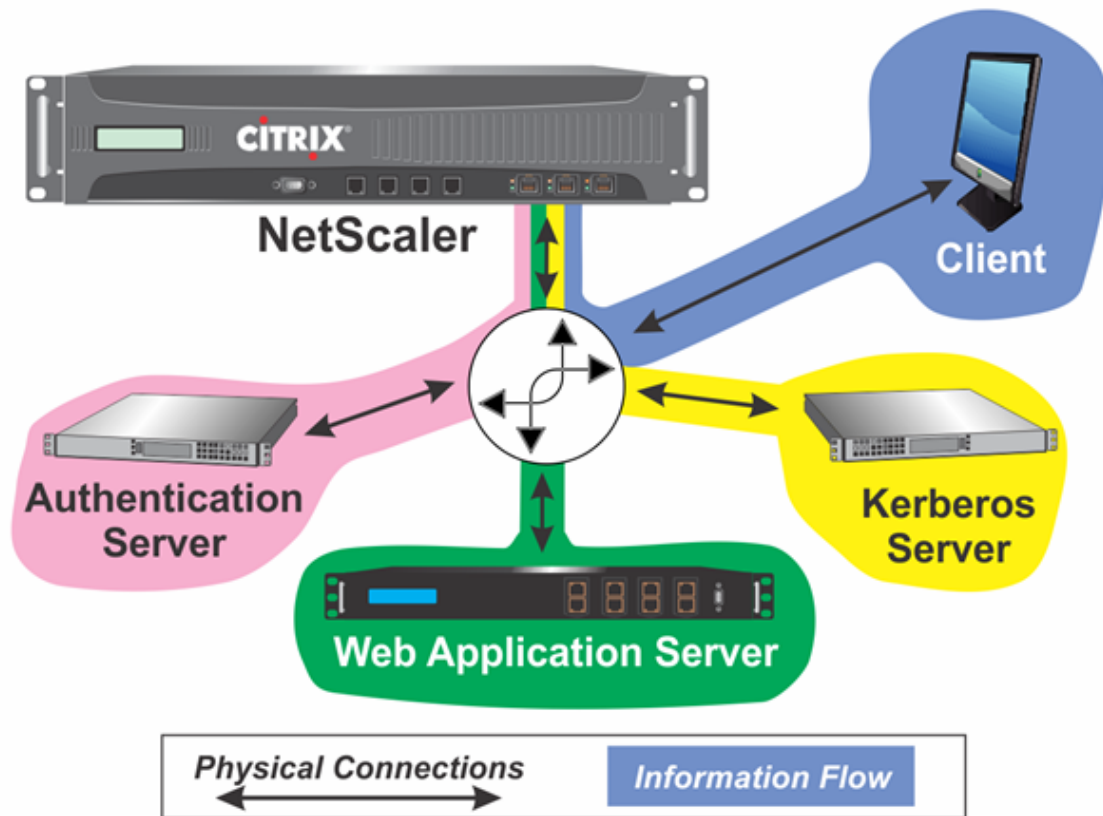 CITRIX®
NetScaler
Client
Authentication
Server
Kerberos
Server
Web Application Server
Physical Connections
Information Flow